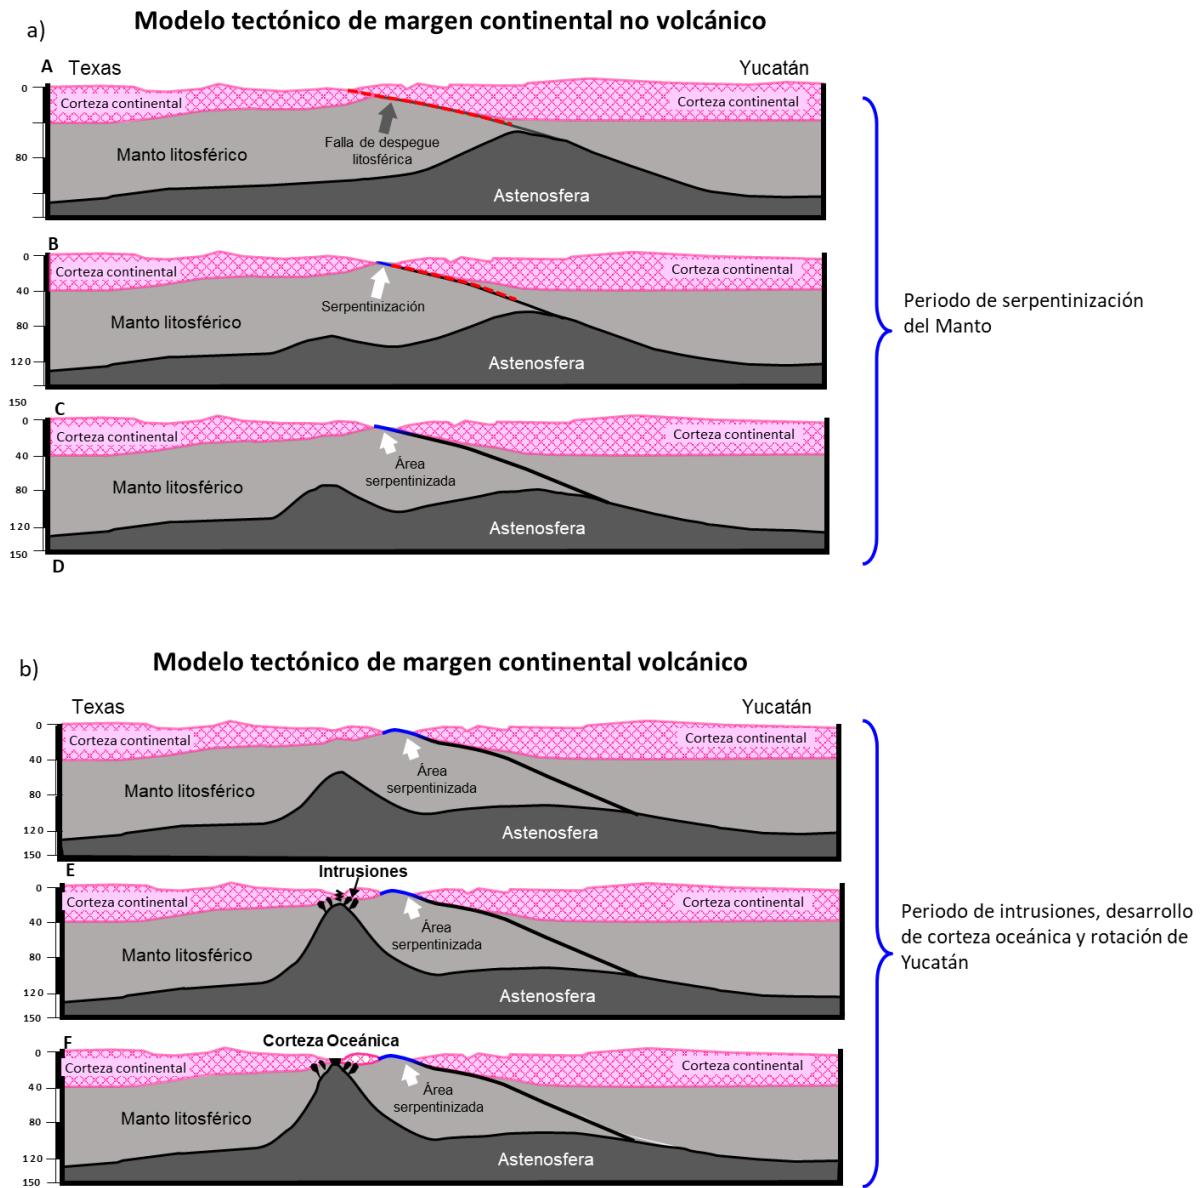 a)
Modelo tectónico de margen continental no volcánico
A
Texas
Yucatán
0
80
Corteza continental
Corteza continental
Manto litosférico
Falla de despegue
litosférica
Astenosfera
B
0
40
80
120
Corteza continental
Corteza continental
Serpentinización
Manto litosférico
Astenosfera
Periodo de serpentinización
del Manto
150
C
0
40
80
120
150
Corteza continental
Corteza continental
Área
serpentinizada
Manto litosférico
Astenosfera
D
b)
Modelo tectónico de margen continental volcánico
Texas
Yucatán
0
40
80
120
150
Corteza continental
Corteza continental
Área
serpentinizada
Manto litosférico
Astenosfera
E
Intrusiones
0
40
80
120
150
Corteza continental
Corteza continental
Área
serpentinizada
Manto litosférico
Astenosfera
Periodo de intrusiones, desarrollo
de corteza oceánica y rotación de
Yucatán
F
Corteza Oceánica
0
40
80
120
150
Corteza continental
Corteza continental
Área
serpentinizada
Manto litosférico
Astenosfera